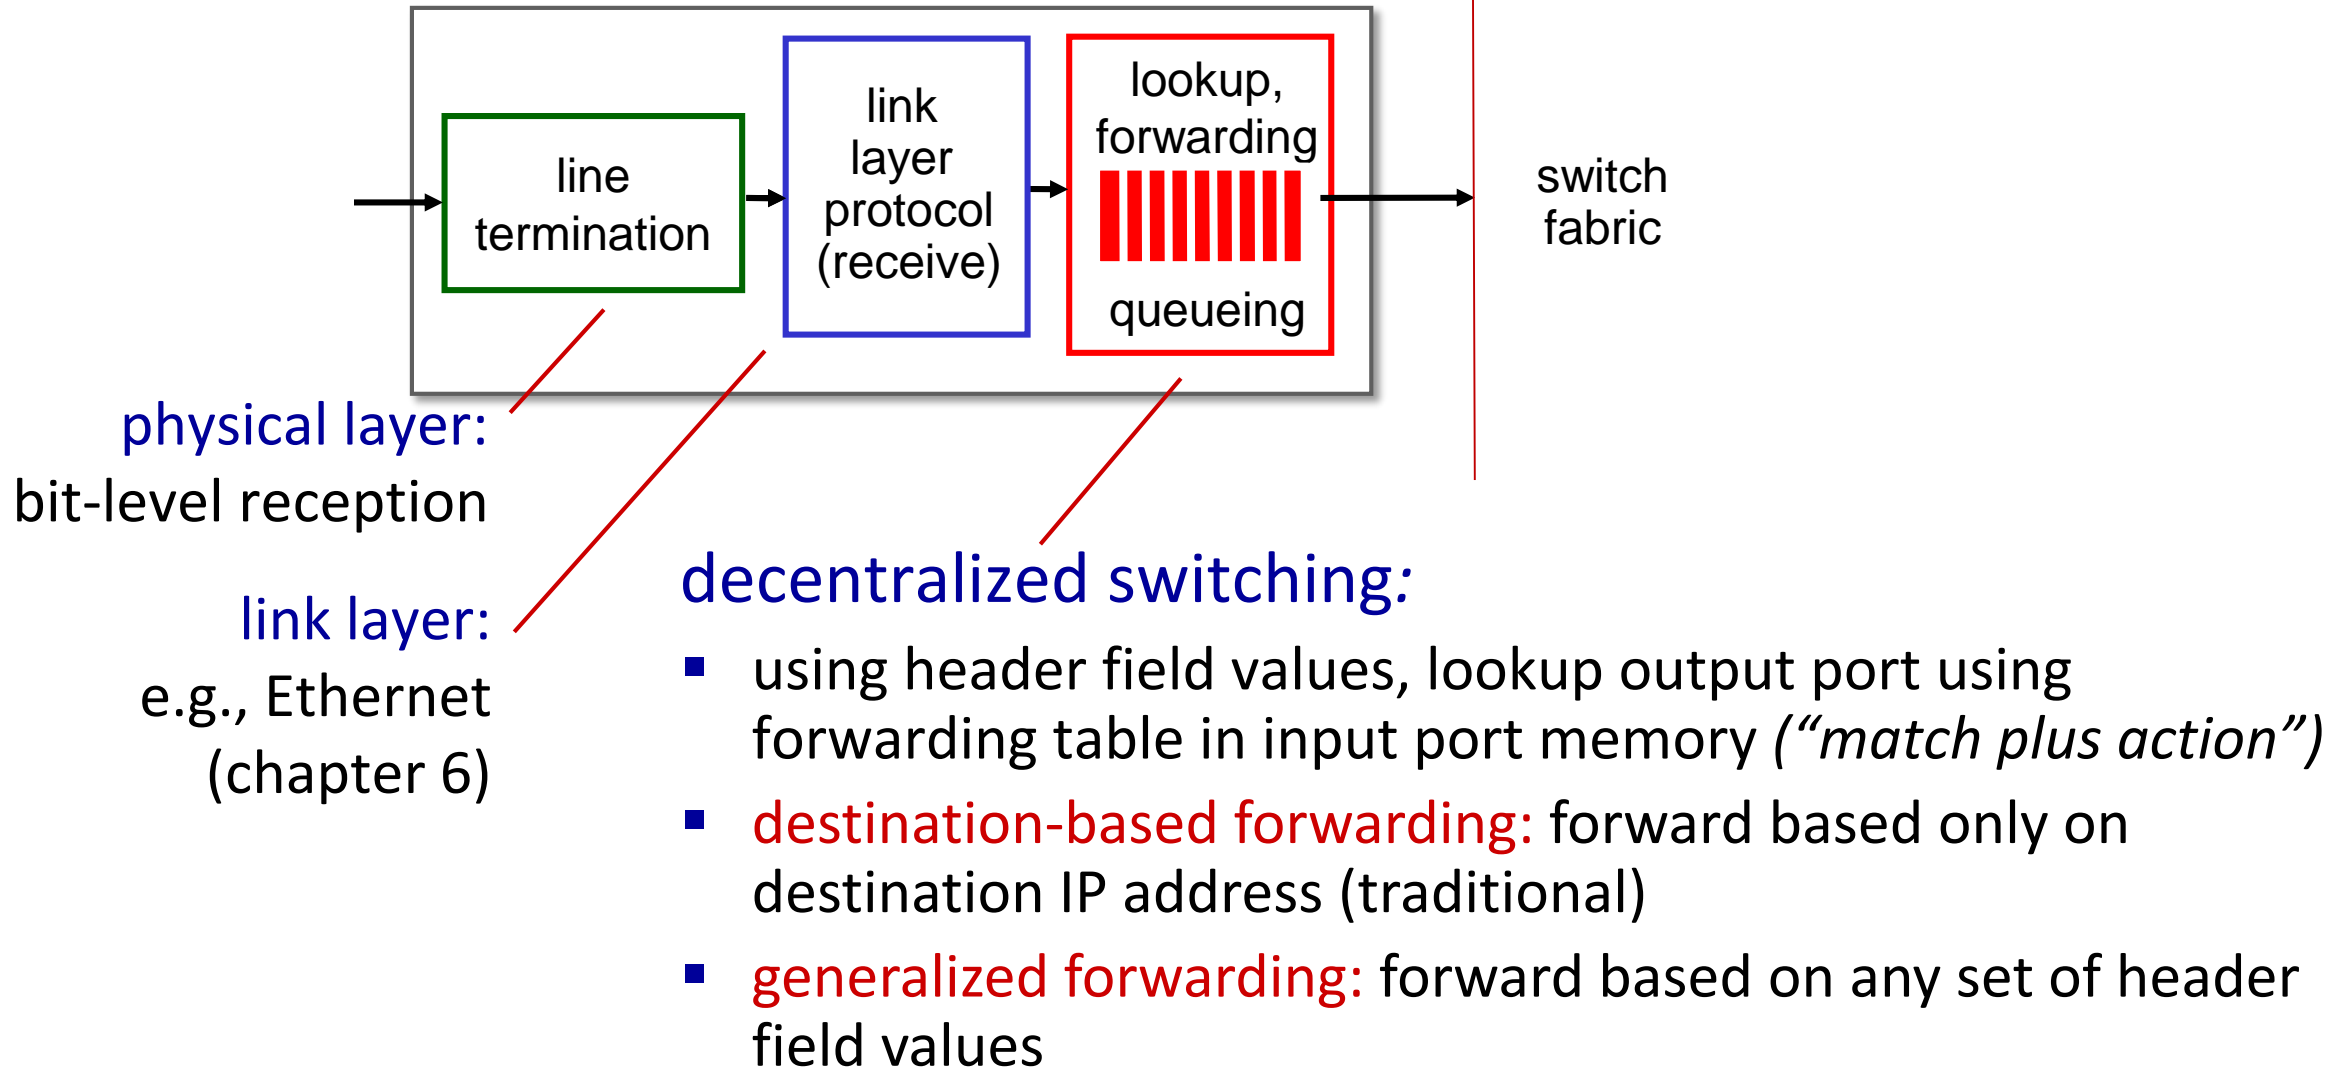 line
termination
link
layer
protocol
(receive)
lookup,
forwarding
queueing
switch
fabric
physical layer:
bit-level reception
link layer:
e.g., Ethernet
(chapter 6)
decentralized switching:
▪ using header field values, lookup output port using
forwarding table in input port memory (“match plus action”)
▪ destination-based forwarding: forward based only on
destination IP address (traditional)
▪ generalized forwarding: forward based on any set of header
field values